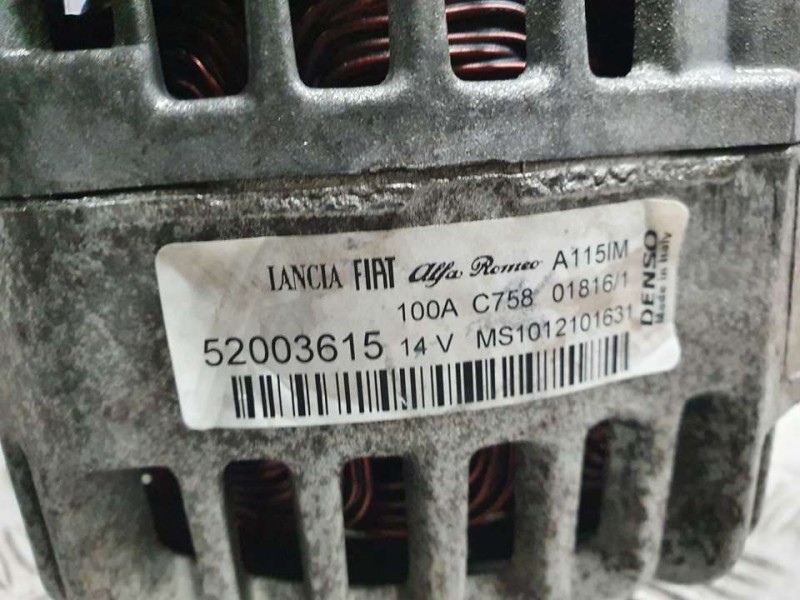 LANCIA FIAT Alfa Romeo A115IM
100A C758 01816/1
52003615 14 V MS1012101631
DENSO
Made in Italy